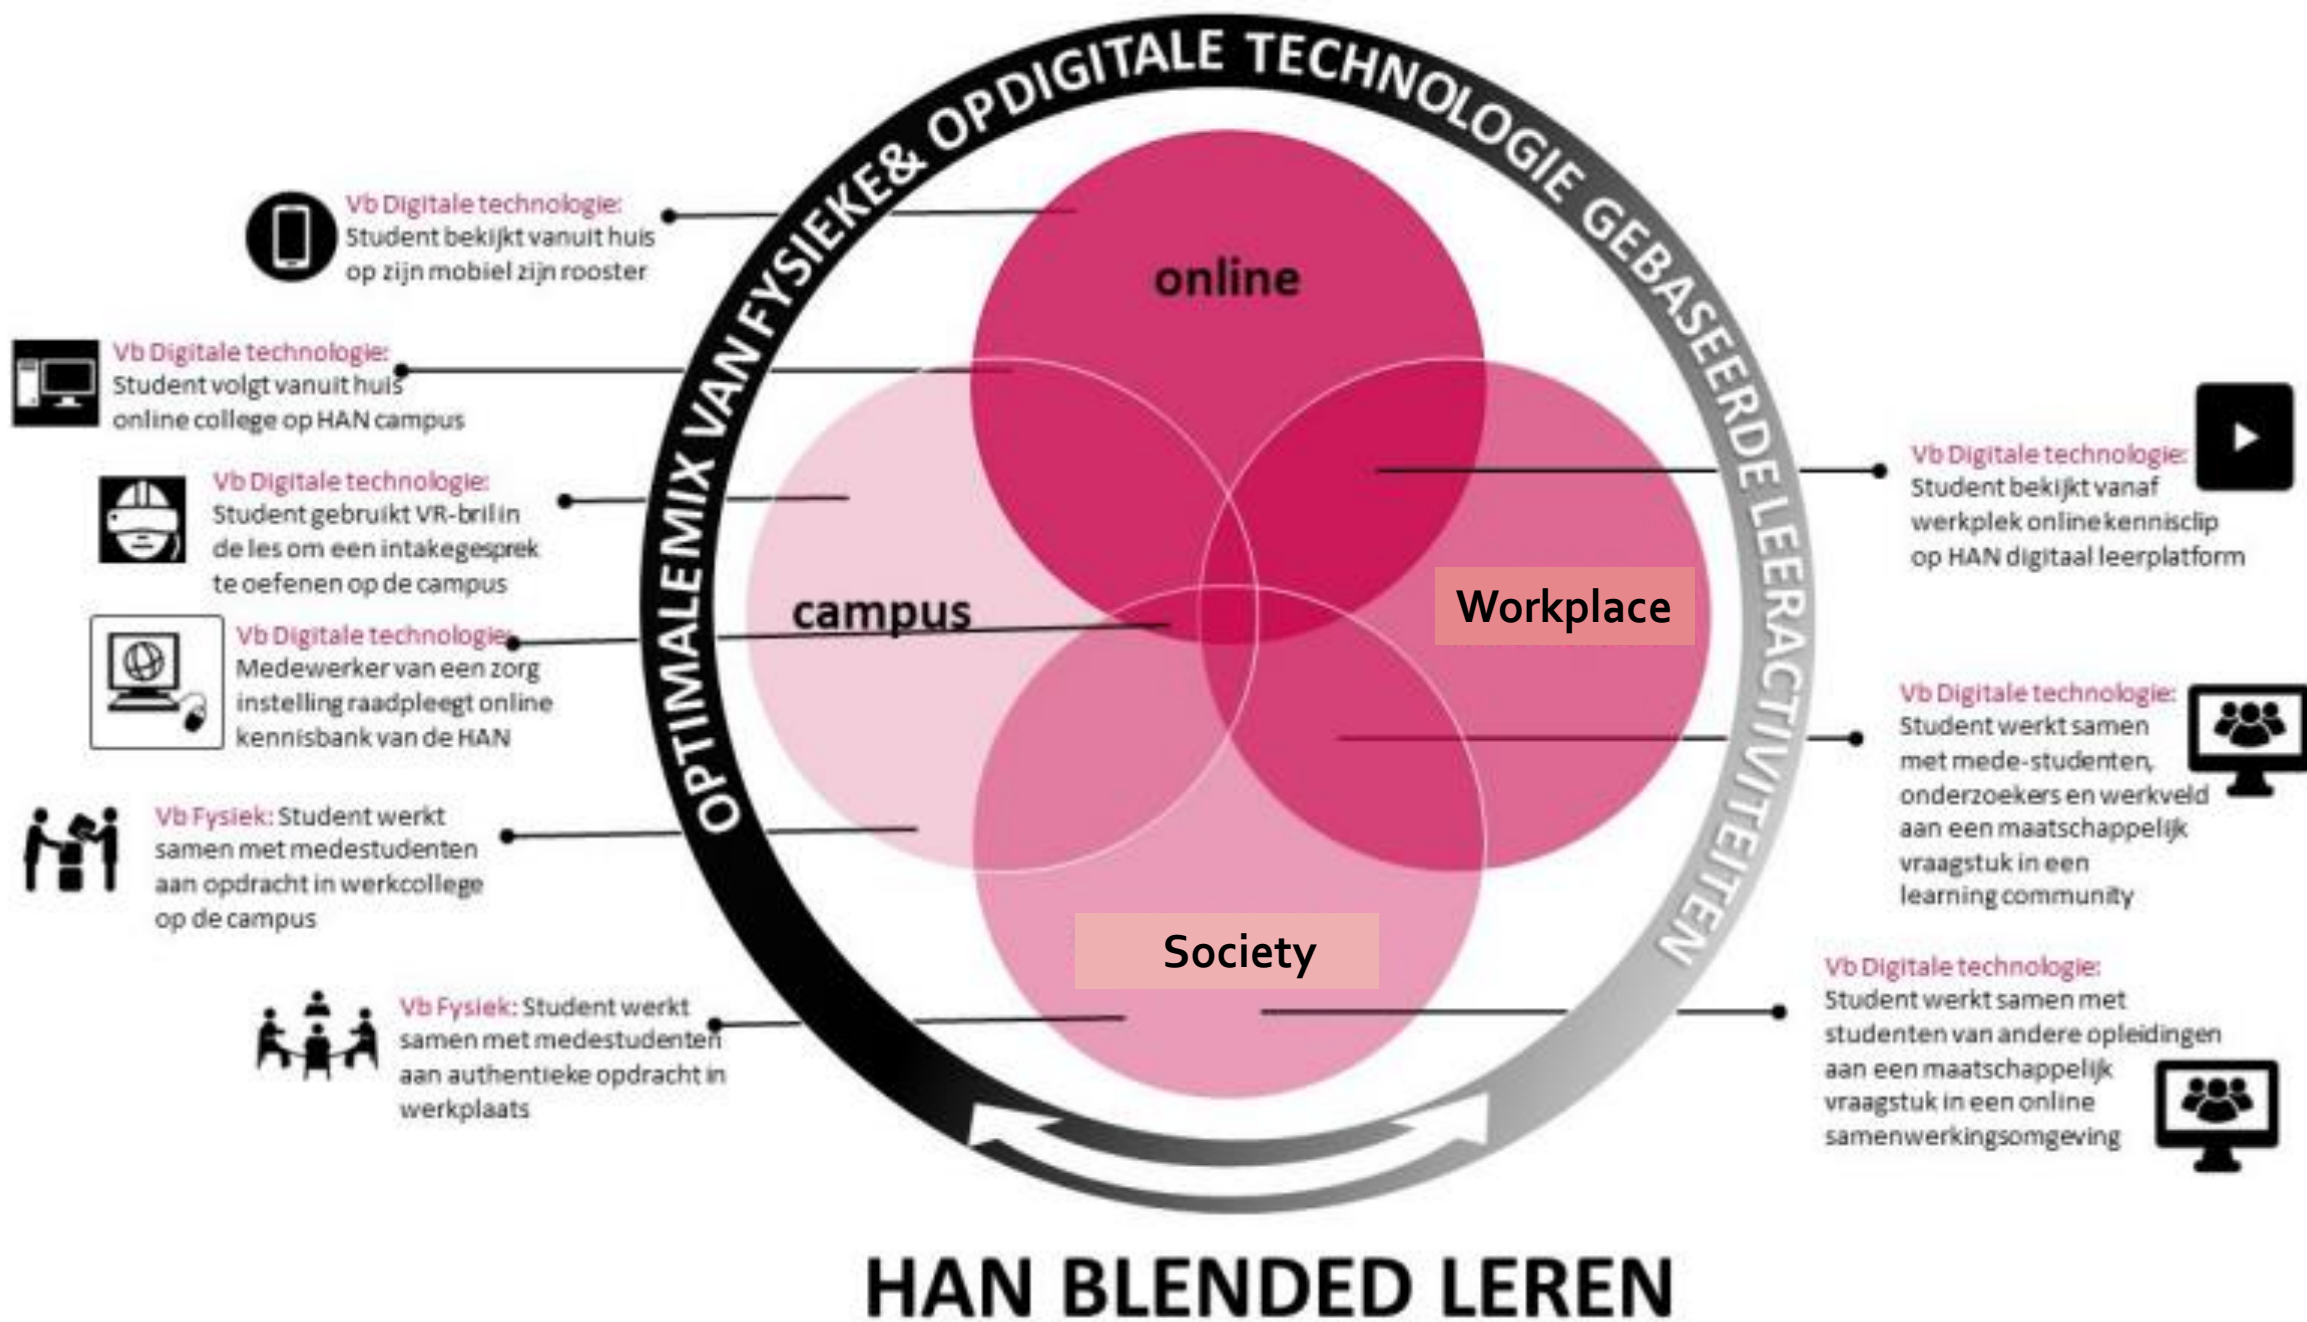 OPTIMALE MIX VAN FYSIEKE & OP DIGITALE TECHNOLOGIE GEBASEERDE LEERACTIVITEITEN
Vb Digitale technologie:
Student bekijkt vanuit huis
op zijn mobiel zijn rooster
Vb Digitale technologie:
Student volgt vanuit huis
online college op HAN campus
Vb Digitale technologie:
Student gebruikt VR-bril in
de les om een intakegesprek
te oefenen op de campus
Vb Digitale technologie:
Medewerker van een zorg
instelling raadpleegt online
kennisbank van de HAN
Vb Fysiek: Student werkt
samen met medestudenten
aan opdracht in werkcollege
op de campus
Vb Fysiek: Student werkt
samen met medestudenten
aan authentieke opdracht in
werkplaats
online
campus
Workplace
Society
Vb Digitale technologie:
Student bekijkt vanaf
werkplek online kennisclip
op HAN digitaal leerplatform
Vb Digitale technologie:
Student werkt samen
met mede-studenten,
onderzoekers en werkveld
aan een maatschappelijk
vraagstuk in een
learning community
Vb Digitale technologie:
Student werkt samen met
studenten van andere opleidingen
aan een maatschappelijk
vraagstuk in een online
samenwerkingsomgeving
HAN BLENDED LEREN